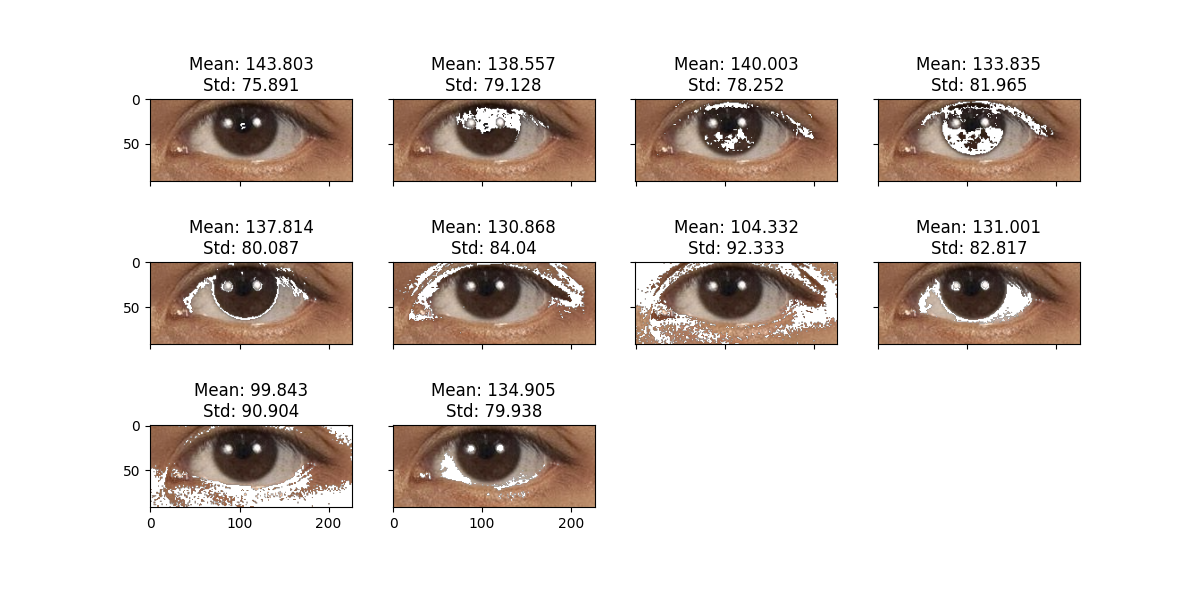 Mean: 143.803
Std: 75.891
Mean: 138.557
Std: 79.128
Mean: 140.003
Std: 78.252
Mean: 133.835
Std: 81.965
0
50
Mean: 137.814
Std: 80.087
Mean: 130.868
Std: 84.04
Mean: 104.332
Std: 92.333
Mean: 131.001
Std: 82.817
0
50
Mean: 99.843
Std: 90.904
Mean: 134.905
Std: 79.938
0
50
0 100 200
0 100 200